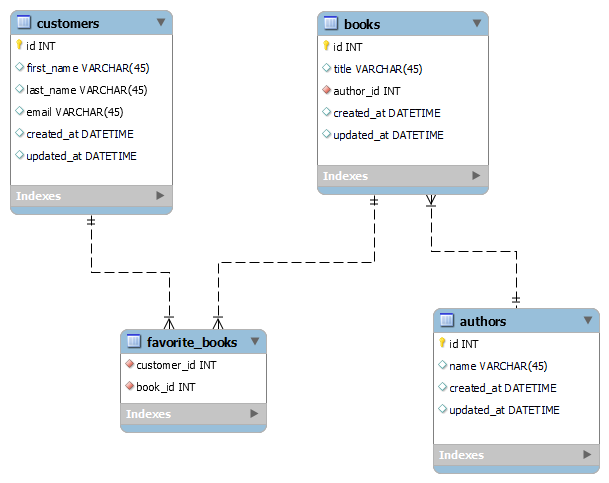 customers
id INT
first_name VARCHAR(45)
last_name VARCHAR(45)
email VARCHAR(45)
created_at DATETIME
updated_at DATETIME
Indexes
books
id INT
title VARCHAR(45)
author_id INT
created_at DATETIME
updated_at DATETIME
Indexes
favorite_books
customer_id INT
book_id INT
Indexes
authors
id INT
name VARCHAR(45)
created_at DATETIME
updated_at DATETIME
Indexes